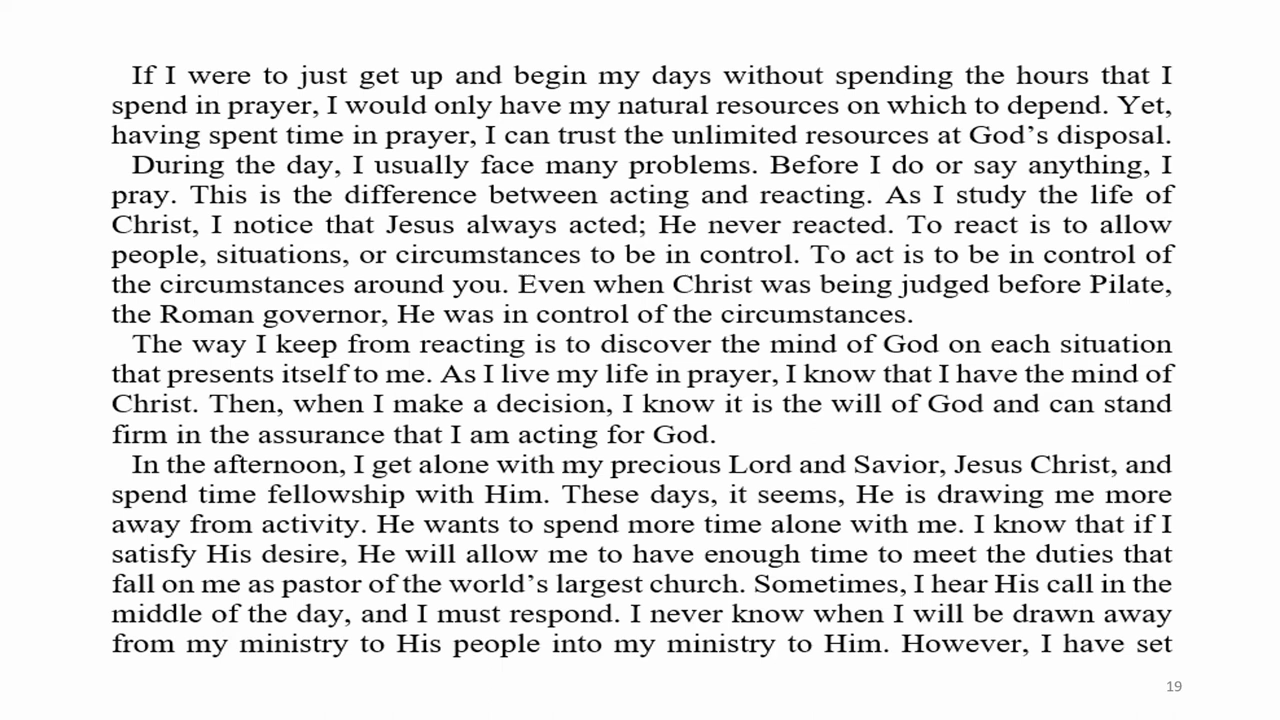 If I were to just get up and begin my days without spending the hours that I
spend in prayer, I would only have my natural resources on which to depend. Yet,
having spent time in prayer, I can trust the unlimited resources at God’s disposal.
During the day, I usually face many problems. Before I do or say anything, I
pray. This is the difference between acting and reacting. As I study the life of
Christ, I notice that Jesus always acted; He never reacted. To react is to allow
people, situations, or circumstances to be in control. To act is to be in control of
the circumstances around you. Even when Christ was being judged before Pilate,
the Roman governor, He was in control of the circumstances.
The way I keep from reacting is to discover the mind of God on each situation
that presents itself to me. As I live my life in prayer, I know that I have the mind of
Christ. Then, when I make a decision, I know it is the will of God and can stand
firm in the assurance that I am acting for God.
In the afternoon, I get alone with my precious Lord and Savior, Jesus Christ, and
spend time fellowship with Him. These days, it seems, He is drawing me more
away from activity. He wants to spend more time alone with me. I know that if I
satisfy His desire, He will allow me to have enough time to meet the duties that
fall on me as pastor of the world’s largest church. Sometimes, I hear His call in the
middle of the day, and I must respond. I never know when I will be drawn away
from my ministry to His people into my ministry to Him. However, I have set
19